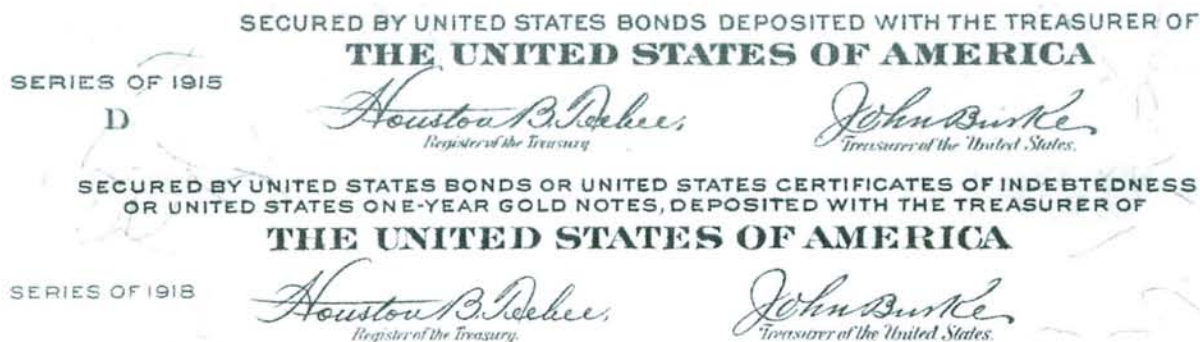 SECURED BY UNITED STATES BONDS DEPOSITED WITH THE TREASURER OF
THE UNITED STATES OF AMERICA
SERIES OF 1915
D
Houston B. Teehee,
Register of the Treasury
John Burke
Treasurer of the United States.
SECURED BY UNITED STATES BONDS OR UNITED STATES CERTIFICATES OF INDEBTEDNESS
OR UNITED STATES ONE-YEAR GOLD NOTES, DEPOSITED WITH THE TREASURER OF
THE UNITED STATES OF AMERICA
SERIES OF 1918
Houston B. Teehee,
Register of the Treasury.
John Burke
Treasurer of the United States.